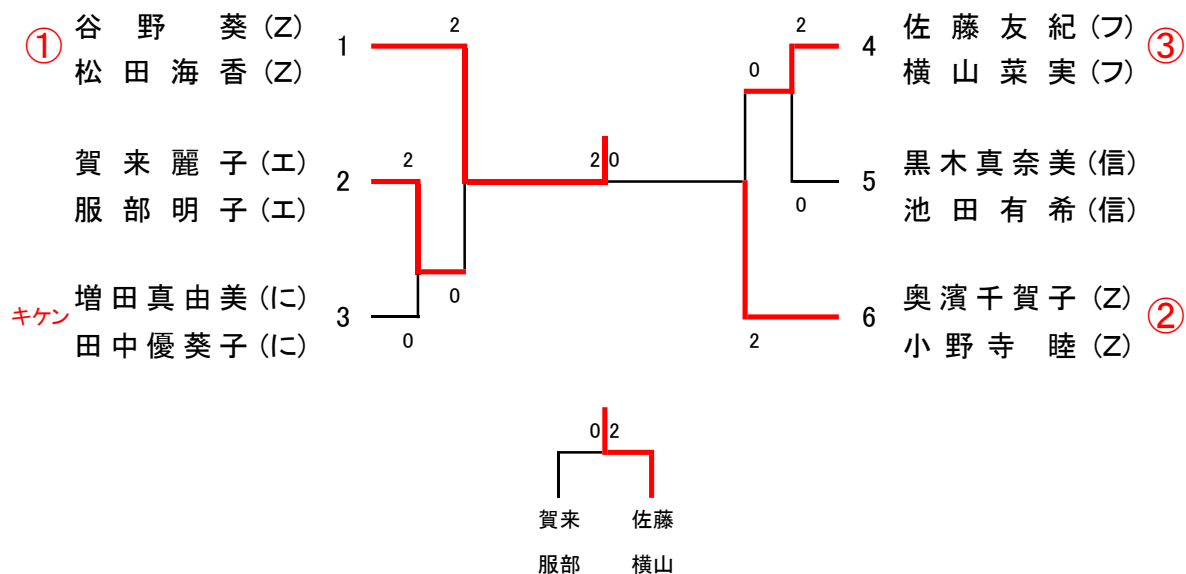 ① 谷野葵(Z) 1 2
松田海香(Z)
賀来麗子(エ) 2 2
服部明子(エ)
キケン 増田真由美(に) 3 0
田中優葵子(に)
0
2 0
2 4 佐藤友紀(フ) ③
横山菜実(フ)
0
5 黒木真奈美(信)
0 池田有希(信)
6 奥濱千賀子(Z) ②
2 小野寺睦(Z)
0 2
賀来 佐藤
服部 横山